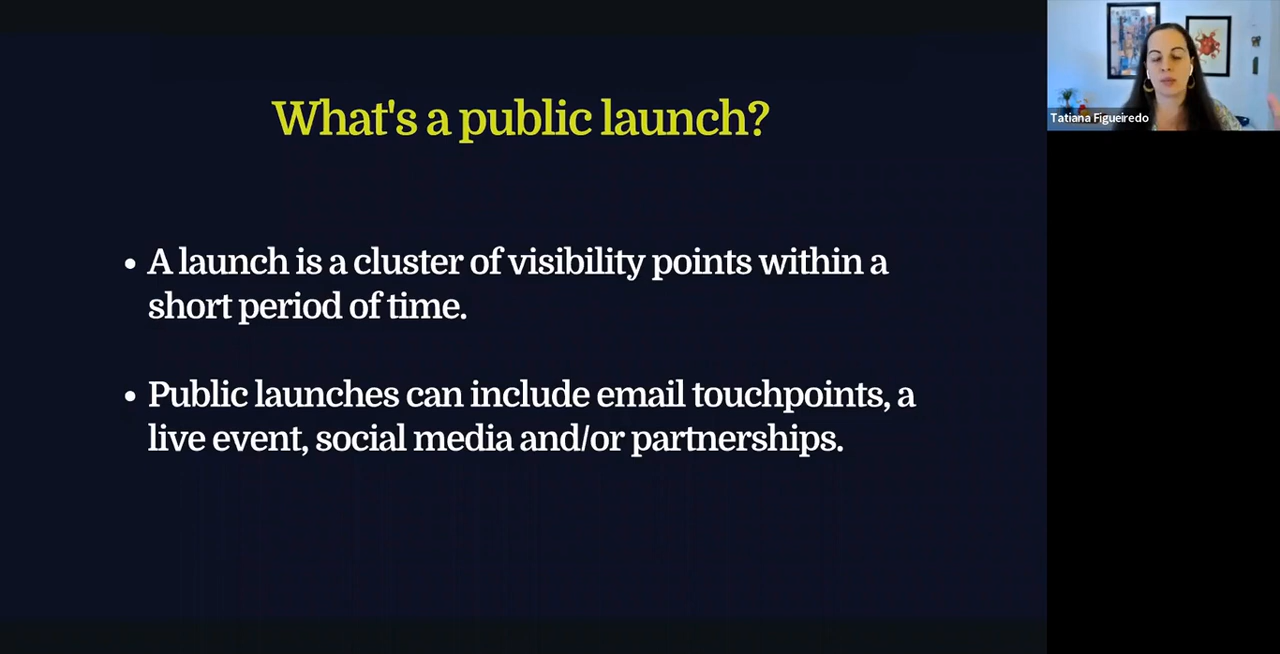 What's a public launch?
• A launch is a cluster of visibility points within a
short period of time.
• Public launches can include email touchpoints, a
live event, social media and/or partnerships.
Tatiana Figueiredo